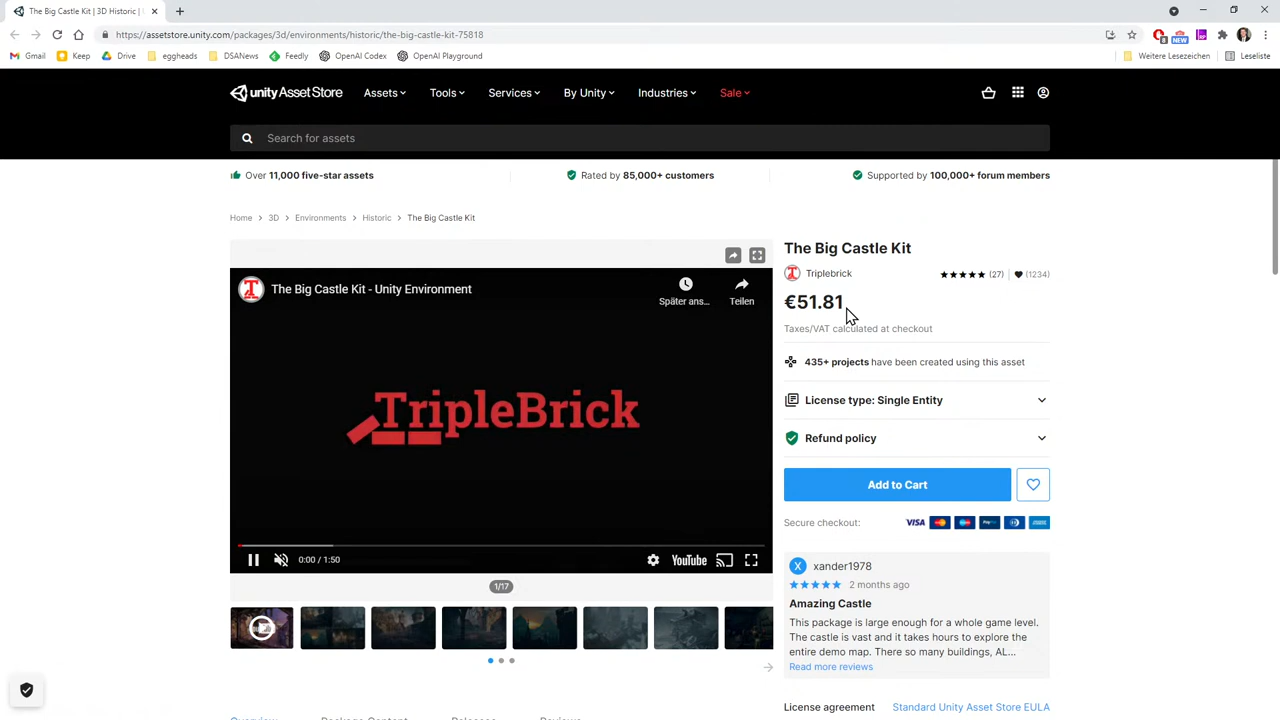 The Big Castle Kit | 3D Historic |
https://assetstore.unity.com/packages/3d/environments/historic/the-big-castle-kit-75818
Gmail Keep Drive eggheads DSANews Feedly OpenAI Codex OpenAI Playground Weitere Lesezeichen Leseliste
unity Asset Store Assets Tools Services By Unity Industries Sale
Search for assets
Over 11,000 five-star assets Rated by 85,000+ customers Supported by 100,000+ forum members
Home > 3D > Environments > Historic > The Big Castle Kit
The Big Castle Kit
Triplebrick ★★★★★ (27) (1234)
€51.81
Taxes/VAT calculated at checkout
435+ projects have been created using this asset
License type: Single Entity
Refund policy
Add to Cart
Secure checkout: VISA
The Big Castle Kit - Unity Environment
Später ans... Teilen
TripleBrick
0:00 / 1:50 YouTube
1/17
X xander1978
★★★★★ 2 months ago
Amazing Castle
This package is large enough for a whole game level.
The castle is vast and it takes hours to explore the
entire demo map. There so many buildings, AL...
Read more reviews
License agreement Standard Unity Asset Store EULA
Overview Package Content Releases Reviews